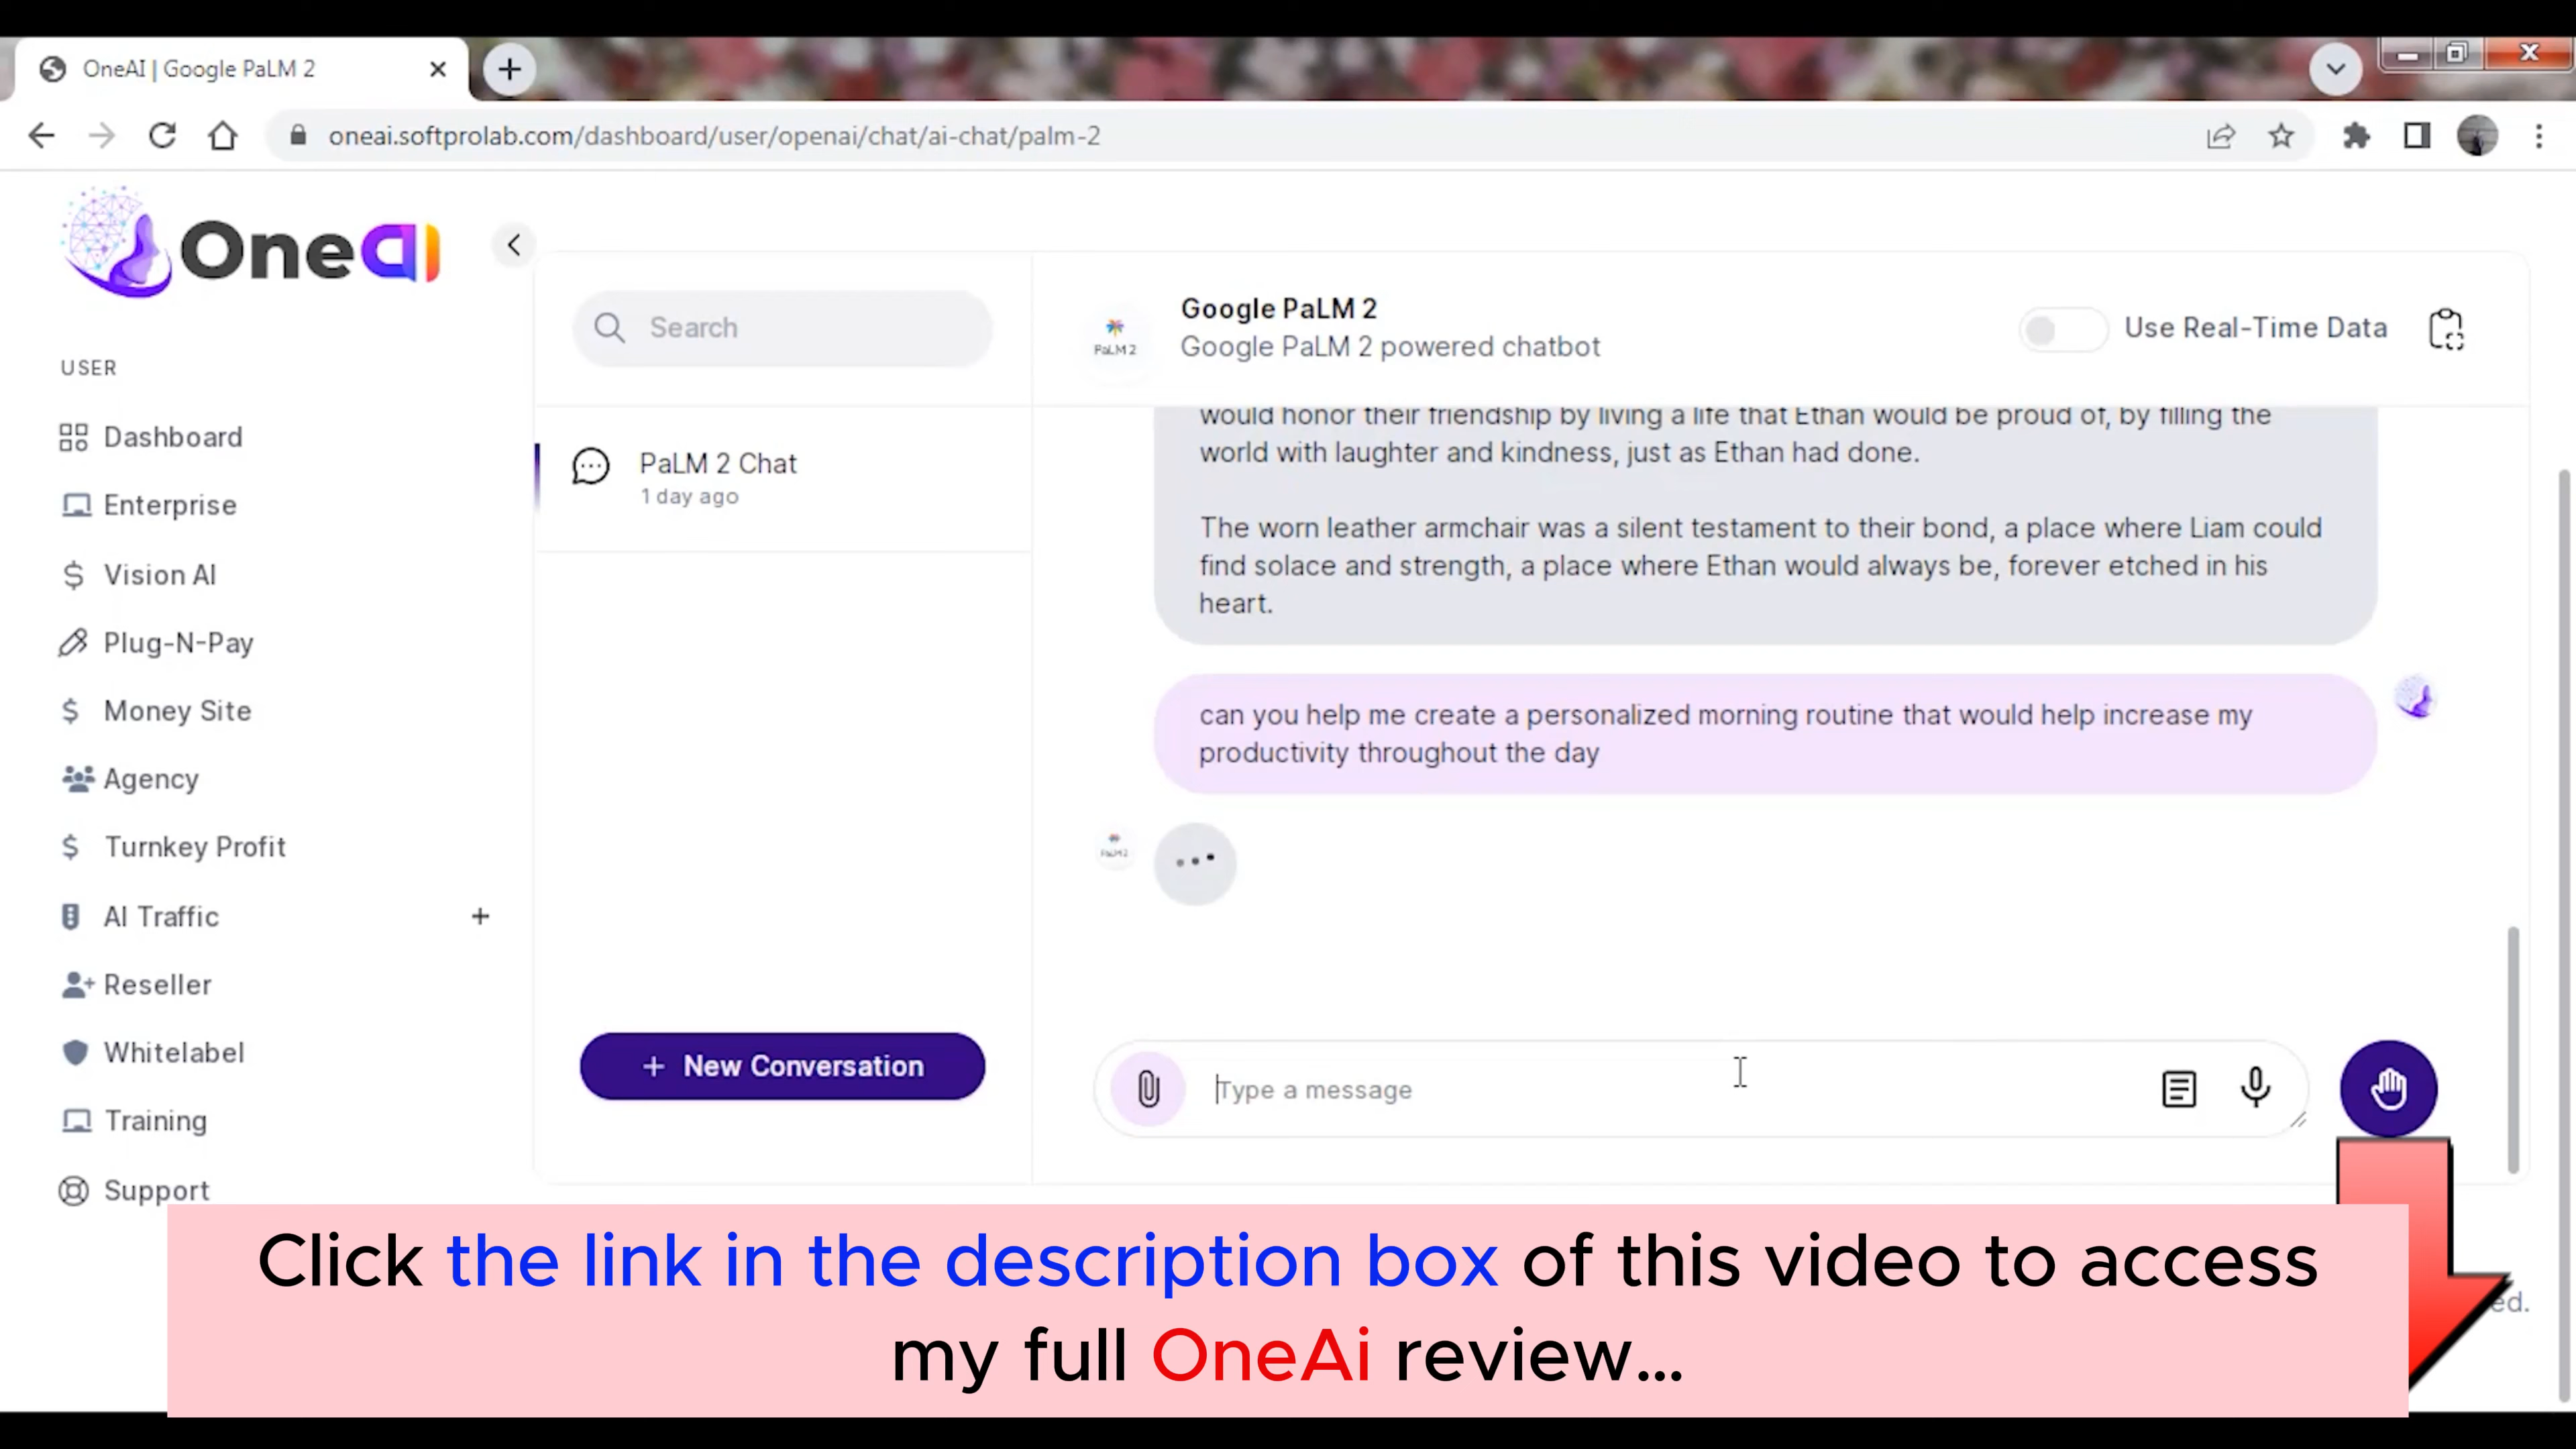 OneAI | Google PaLM 2
oneai.softprolab.com/dashboard/user/openai/chat/ai-chat/palm-2
OneAI
USER
Dashboard
Enterprise
Vision AI
Plug-N-Pay
Money Site
Agency
Turnkey Profit
AI Traffic
Reseller
Whitelabel
Training
Support
Search
PaLM 2 Chat
1 day ago
New Conversation
PaLM 2
Google PaLM 2
Google PaLM 2 powered chatbot
Use Real-Time Data
would honor their friendship by living a life that Ethan would be proud of, by filling the
world with laughter and kindness, just as Ethan had done.
The worn leather armchair was a silent testament to their bond, a place where Liam could
find solace and strength, a place where Ethan would always be, forever etched in his
heart.
can you help me create a personalized morning routine that would help increase my
productivity throughout the day
PaLM 2
Type a message
ed.
Click the link in the description box of this video to access
my full OneAi review...